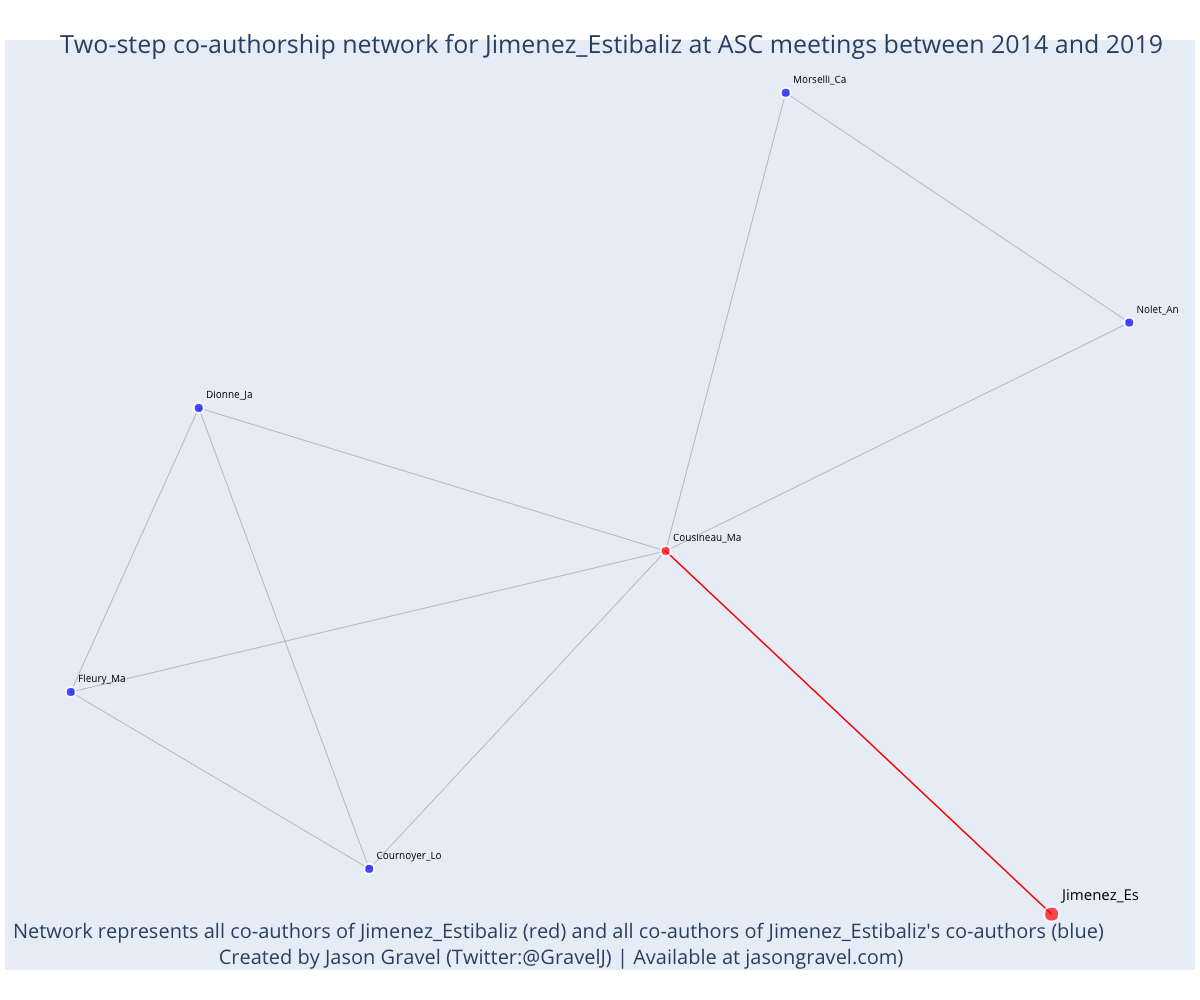 Two-step co-authorship network for Jimenez_Estibaliz at ASC meetings between 2014 and 2019
Morselli_Ca
Nolet_An
Dionne_Ja
Cousineau_Ma
Fleury_Ma
Cournoyer_Lo
Jimenez_Es
Network represents all co-authors of Jimenez_Estibaliz (red) and all co-authors of Jimenez_Estibaliz's co-authors (blue)
Created by Jason Gravel (Twitter:@GravelJ) | Available at jasongravel.com)